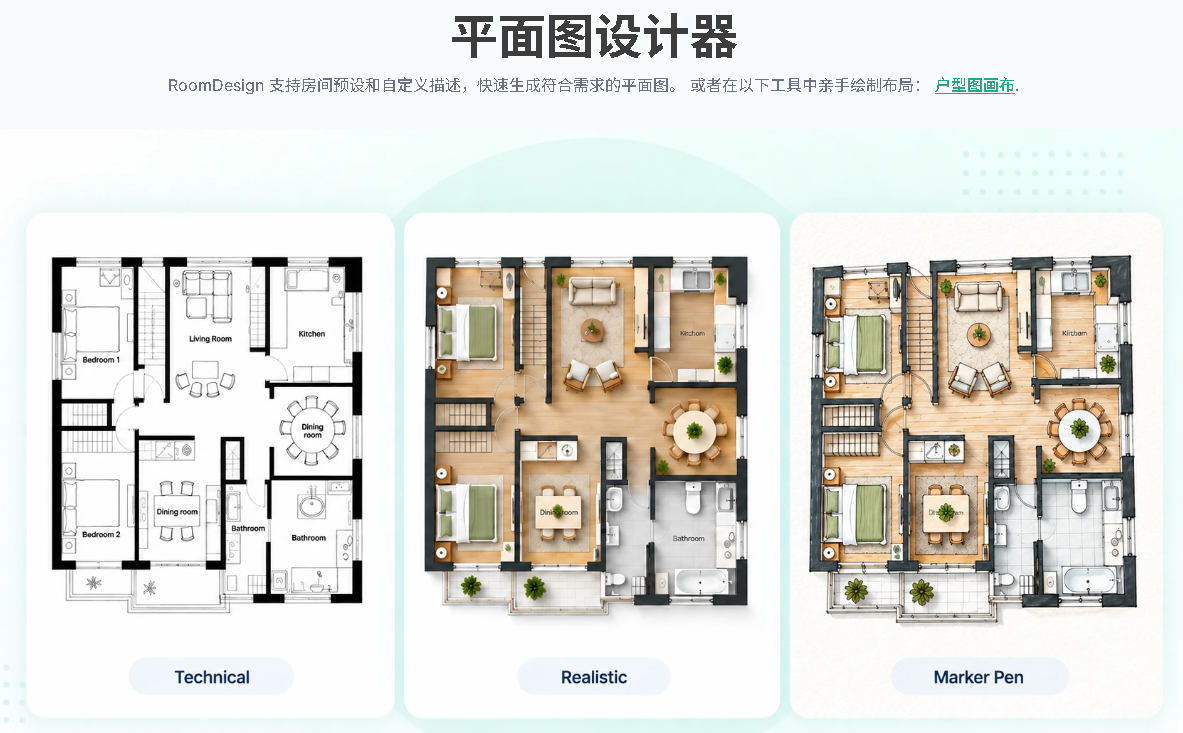 平面图设计器
RoomDesign 支持房间预设和自定义描述，快速生成符合需求的平面图。 或者在以下工具中亲手绘制布局： 户型图画布.
Bedroom 1
Living Room
Kitchen
Dining
room
Bedroom 2
Dining room
Bathroom
Bathroom
Technical
Kitchen
Dining room
Bathroom
Realistic
Kitchen
Marker Pen